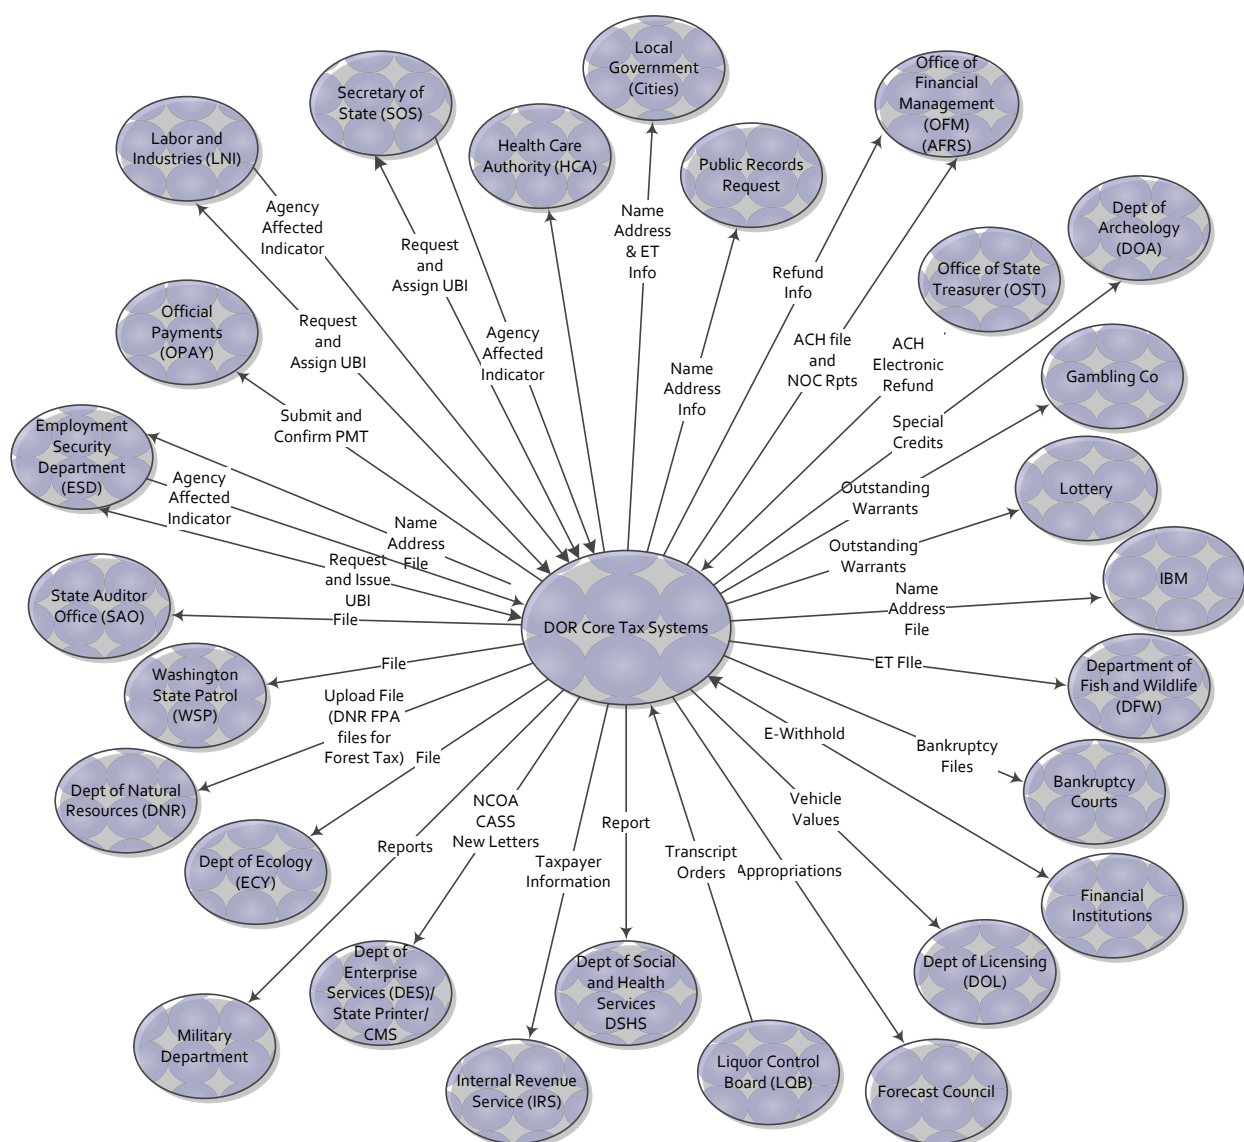 Local
Government
(Cities)
Office of
Financial
Management
(OFM)
(AFRS)
Secretary of
State (SOS)
Labor and
Industries (LNI)
Health Care
Authority (HCA)
Public Records
Request
Dept of
Archeology
(DOA)
Agency
Affected
Indicator
Request
and
Assign UBI
Name
Address
& ET
Info
Refund
Info
Office of State
Treasurer (OST)
Official
Payments
(OPAY)
Request
and
Assign UBI
Agency
Affected
Indicator
Name
Address
Info
ACH file
and
NOC Rpts
ACH
Electronic
Refund
Gambling Co
Submit and
Confirm PMT
Special
Credits
Employment
Security
Department
(ESD)
Agency
Affected
Indicator
Outstanding
Warrants
Lottery
Name
Address
File
Request
and Issue
UBI
File
Outstanding
Warrants
IBM
State Auditor
Office (SAO)
DOR Core Tax Systems
Name
Address
File
Washington
State Patrol
(WSP)
File
ET FIle
Department of
Fish and Wildlife
(DFW)
Upload File
(DNR FPA
files for
Forest Tax)
File
E-Withhold
Bankruptcy
Files
Dept of Natural
Resources (DNR)
Bankruptcy
Courts
NCOA
CASS
New Letters
Vehicle
Values
Report
Reports
Dept of Ecology
(ECY)
Taxpayer
Information
Transcript
Orders
Appropriations
Financial
Institutions
Dept of
Enterprise
Services (DES)/
State Printer/
CMS
Dept of Social
and Health
Services
DSHS
Dept of Licensing
(DOL)
Military
Department
Internal Revenue
Service (IRS)
Liquor Control
Board (LQB)
Forecast Council